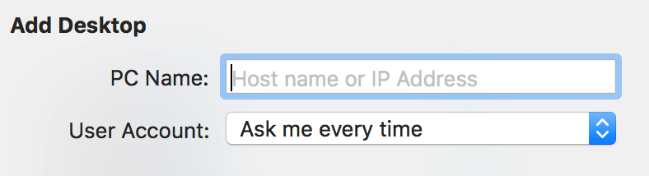 Add Desktop
PC Name: Host name or IP Address
User Account: Ask me every time